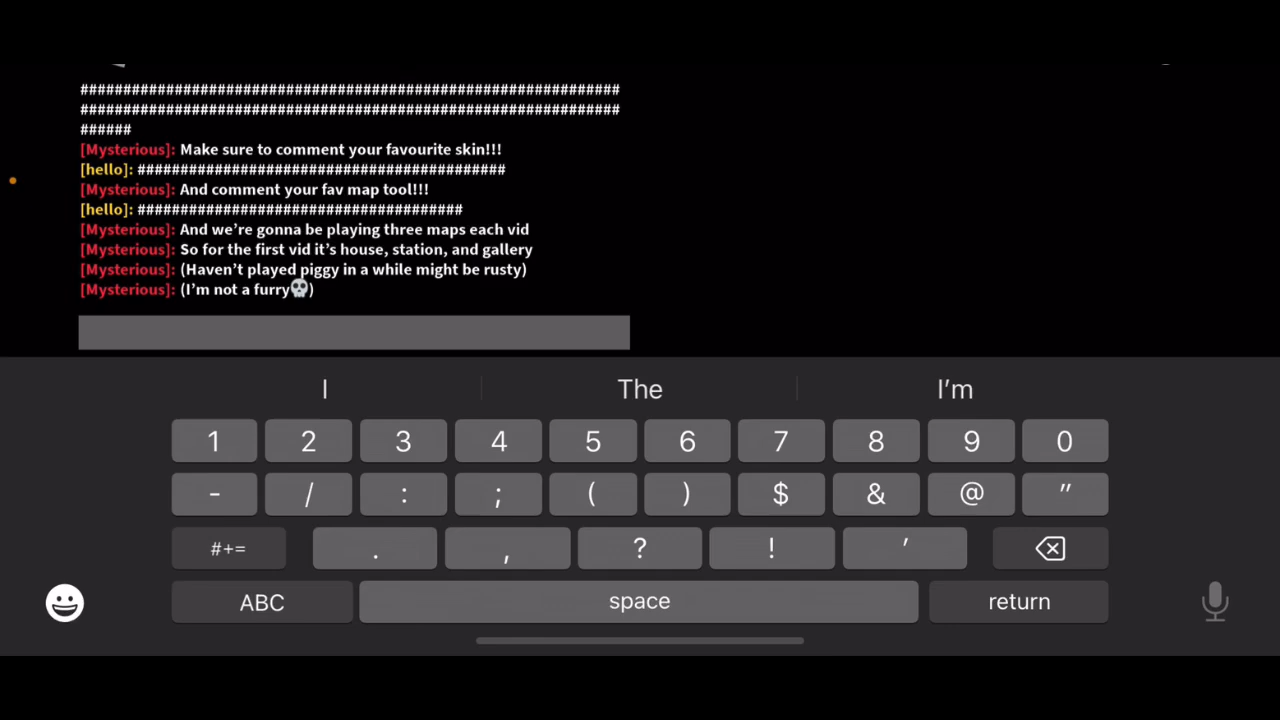 ##############################################################
##############################################################
######
[Mysterious]: Make sure to comment your favourite skin!!!
[hello]: ##########################################
[Mysterious]: And comment your fav map tool!!!
[hello]: #####################################
[Mysterious]: And we’re gonna be playing three maps each vid
[Mysterious]: So for the first vid it’s house, station, and gallery
[Mysterious]: (Haven’t played piggy in a while might be rusty)
[Mysterious]: (I’m not a furry💀)
I The I’m
1 2 3 4 5 6 7 8 9 0
- / : ; ( ) $ & @ "
#+= . , ? ! ’
ABC space return